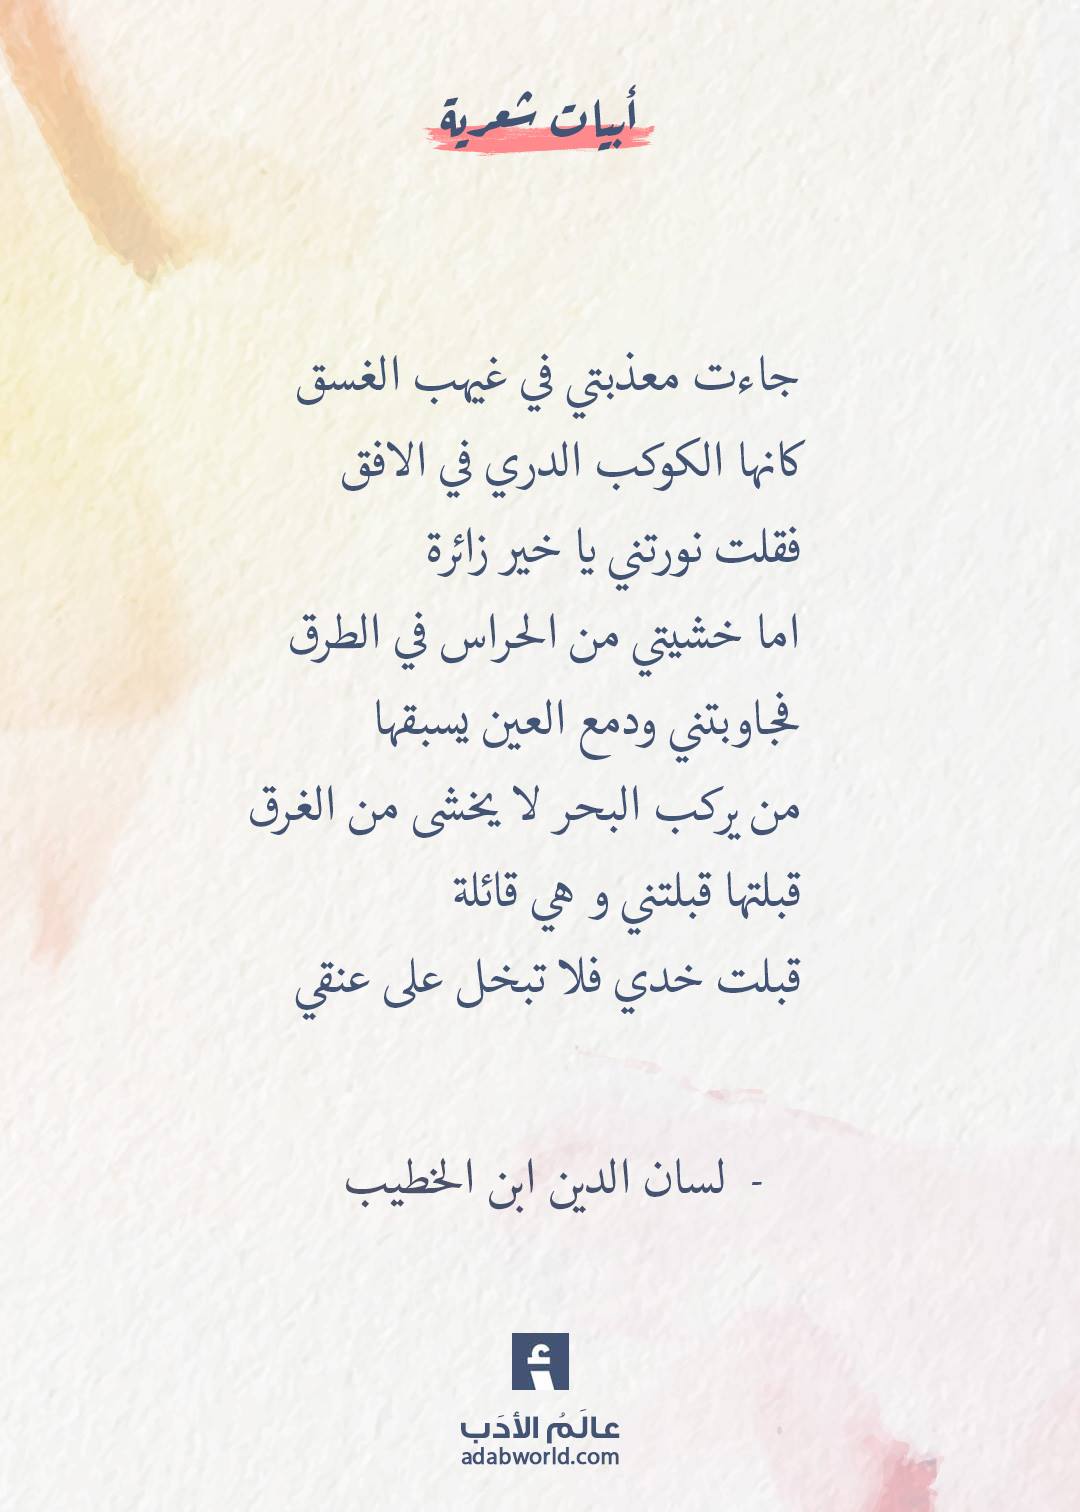 أبيات شعرية
جاءت معذبتي في غيهب الغسق
كانها الكوكب الدري في الافق
فقلت نورتني يا خير زائرة
اما خشيتي من الحراس في الطرق
فجاوبتني ودمع العين يسبقها
من يركب البحر لا يخشى من الغرق
قبلتها قبلتني و هي قائلة
قبلت خدي فلا تبخل على عنقي
- لسان الدين ابن الخطيب
أ
عالَمُ الأدَب
adabworld.com